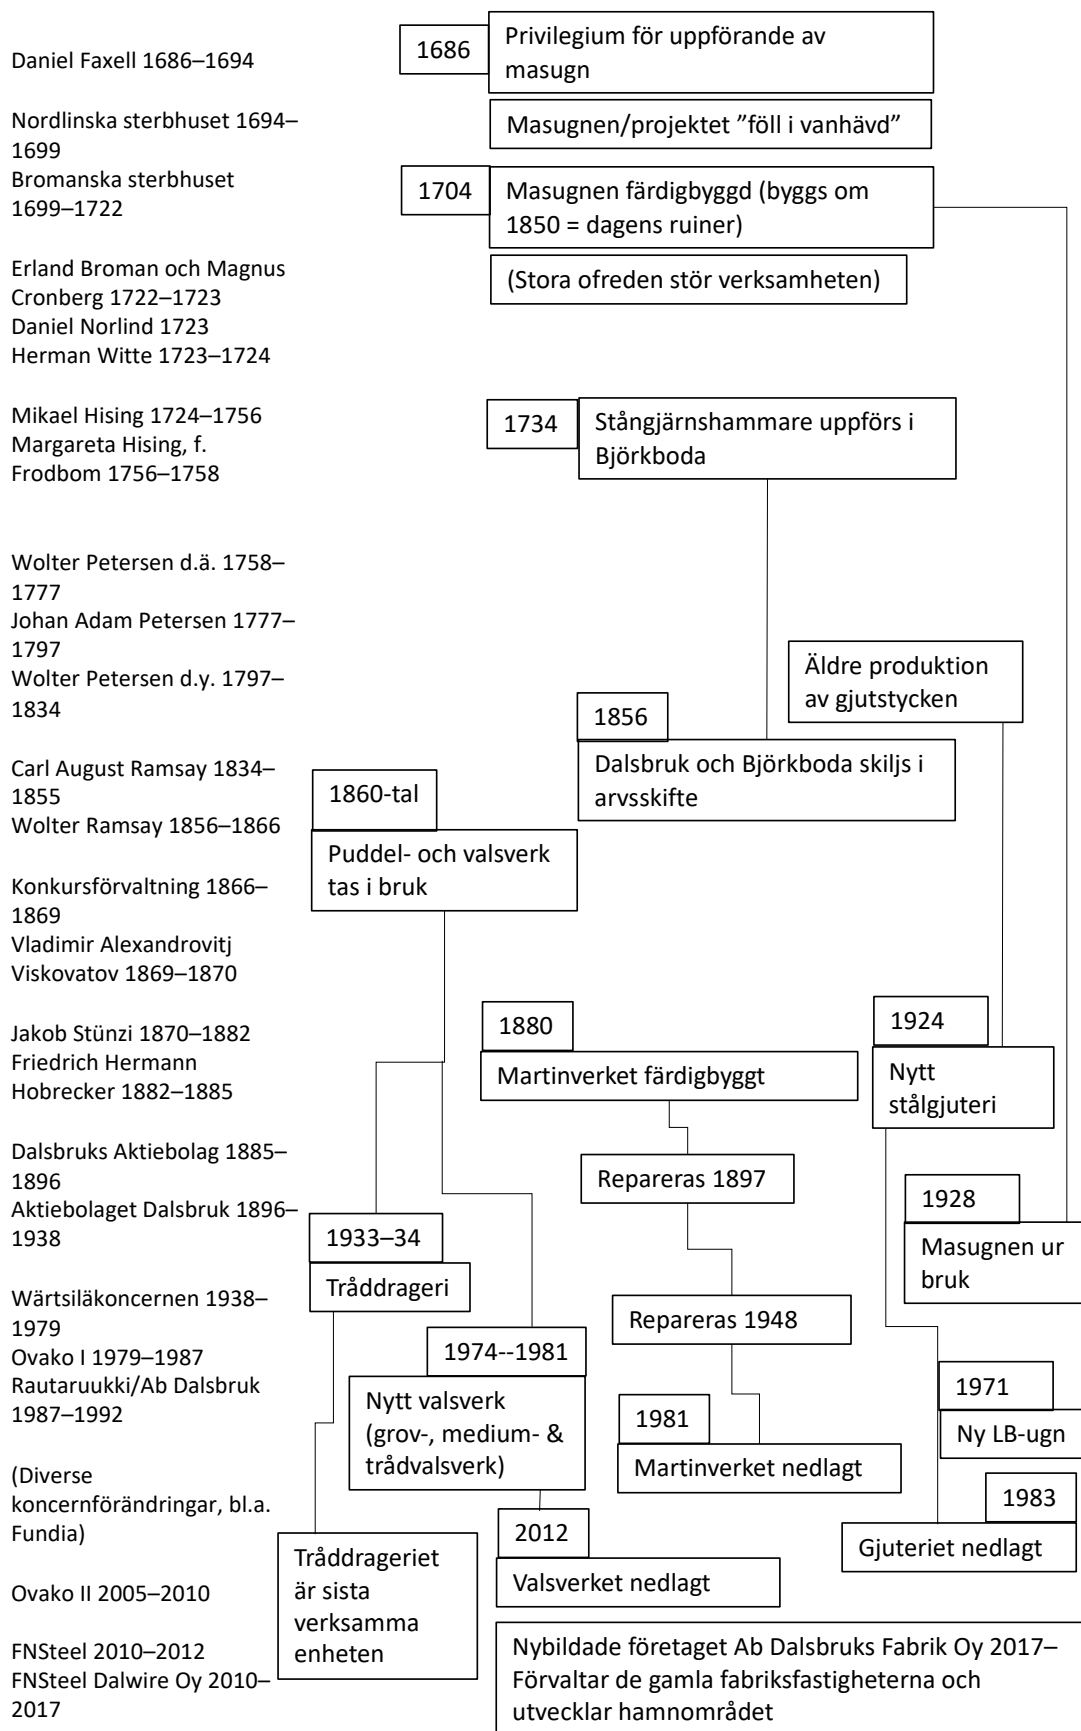 Daniel Faxell 1686–1694
Nordlinska sterbhuset 1694–
1699
Bromanska sterbhuset
1699–1722
Erland Broman och Magnus
Cronberg 1722–1723
Daniel Norlind 1723
Herman Witte 1723–1724
Mikael Hising 1724–1756
Margareta Hising, f.
Frodbom 1756–1758
Wolter Petersen d.ä. 1758–
1777
Johan Adam Petersen 1777–
1797
Wolter Petersen d.y. 1797–
1834
Carl August Ramsay 1834–
1855
Wolter Ramsay 1856–1866
Konkursförvaltning 1866–
1869
Vladimir Alexandrovitj
Viskovatov 1869–1870
Jakob Stünzi 1870–1882
Friedrich Hermann
Hobrecker 1882–1885
Dalsbruks Aktiebolag 1885–
1896
Aktiebolaget Dalsbruk 1896–
1938
Wärtsiläkoncernen 1938–
1979
Ovako I 1979–1987
Rautaruukki/Ab Dalsbruk
1987–1992
(Diverse
koncernförändringar, bl.a.
Fundia)
Ovako II 2005–2010
FNSteel 2010–2012
FNSteel Dalwire Oy 2010–
2017
1686
Privilegium för uppförande av
masugn
Masugnen/projektet ”föll i vanhävd”
1704
Masugnen färdigbyggd (byggs om
1850 = dagens ruiner)
(Stora ofreden stör verksamheten)
1734
Stångjärnshammare uppförs i
Björkboda
Äldre produktion
av gjutstycken
1856
Dalsbruk och Björkboda skiljs i
arvsskifte
1860-tal
Puddel- och valsverk
tas i bruk
1880
Martinverket färdigbyggt
1924
Nytt
stålgjuteri
Repareras 1897
1928
Masugnen ur
bruk
1933–34
Tråddrageri
Repareras 1948
1974--1981
Nytt valsverk
(grov-, medium- &
trådvalsverk)
1971
Ny LB-ugn
1981
Martinverket nedlagt
1983
Gjuteriet nedlagt
2012
Valsverket nedlagt
Tråddrageriet
är sista
verksamma
enheten
Nybildade företaget Ab Dalsbruks Fabrik Oy 2017–
Förvaltar de gamla fabriksfastigheterna och
utvecklar hamnområdet